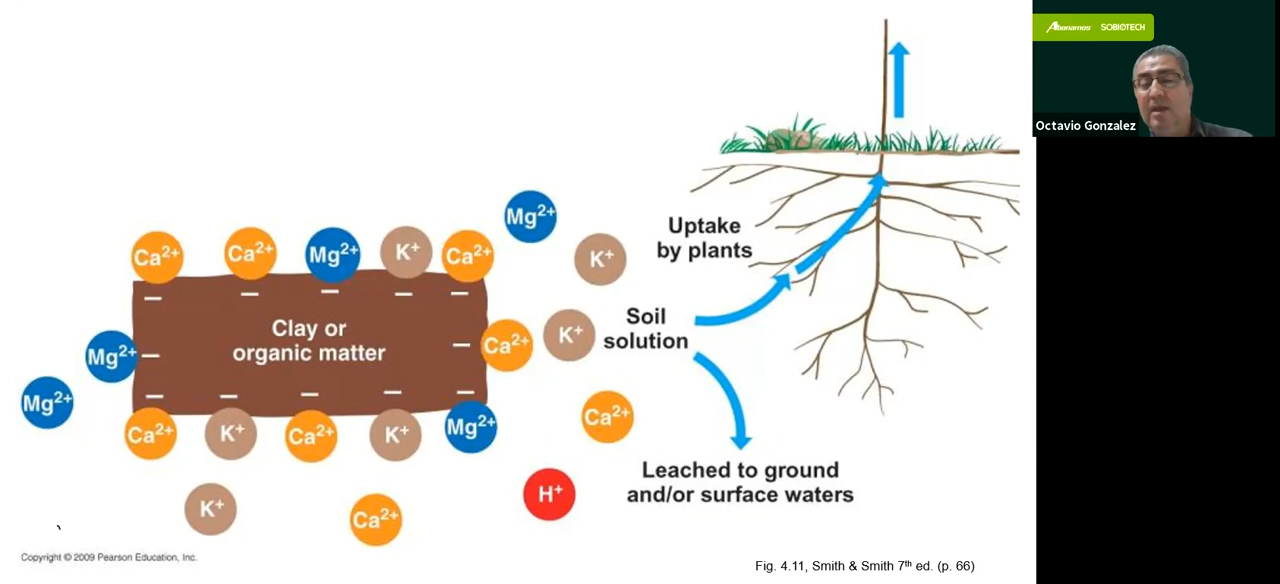 Abenamos SOBIOTECH
Octavio Gonzalez
Mg2+
Ca2+
Ca2+
Mg2+
K+
Ca2+
K+
Uptake
by plants
Clay or
organic matter
Mg2+
Ca2+
K+
Soil
solution
Mg2+
Ca2+
K+
Ca2+
K+
Mg2+
Ca2+
Leached to ground
and/or surface waters
K+
Ca2+
H+
Copyright © 2009 Pearson Education, Inc.
Fig. 4.11, Smith & Smith 7th ed. (p. 66)